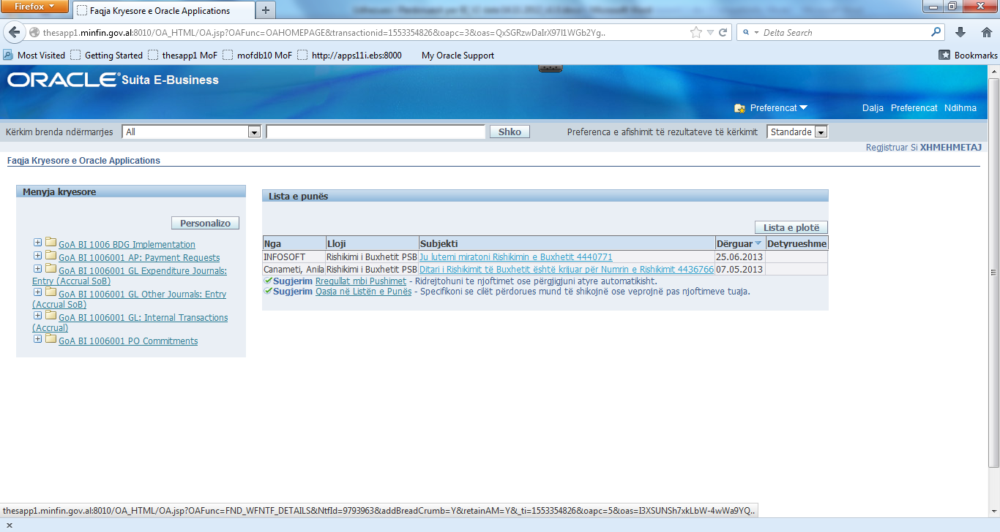 Firefox
Faqja Kryesore e Oracle Applications
thesapp1.minfin.gov.al:8010/OA_HTML/OA.jsp?OAFunc=OAHOMEPAGE&transactionid=1553354826&oapc=3&oas=QxSGRzwDaIrX97I1WGb2Yg..
Delta Search
Most Visited Getting Started thesapp1 MoF mofdb10 MoF http://apps11i.ebs:8000 My Oracle Support Bookmarks
ORACLE® Suita E-Business
Preferencat Dalja Preferencat Ndihma
Kërkim brenda ndërmarrjes All Shko Preferenca e afishimit të rezultateve të kërkimit Standarde
Regjistruar Si XHMEHMETAJ
Faqja Kryesore e Oracle Applications
Menyja kryesore
Personalizo
GoA BI 1006 BDG Implementation
GoA BI 1006001 AP: Payment Requests
GoA BI 1006001 GL Expenditure Journals:
Entry (Accrual SoB)
GoA BI 1006001 GL Other Journals: Entry
(Accrual SoB)
GoA BI 1006001 GL: Internal Transactions
(Accrual)
GoA BI 1006001 PO Commitments
Lista e punës
Lista e plotë
Nga Lloji Subjekti Dërguar Detyrueshme
INFOSOFT Rishikimi i Buxhetit PSB Ju lutemi miratoni Rishikimin e Buxhetit 4440771 25.06.2013
Canameti, Anila Rishikimi i Buxhetit PSB Ditari i Rishikimit të Buxhetit është krijuar për Numrin e Rishikimit 4436766 07.05.2013
Sugjerim Rregullat mbi Pushimet - Ridrejtohuni te njoftimet ose përgjigjuni atyre automatikisht.
Sugjerim Qasja në Listën e Punës - Specifikoni se cilët përdorues mund të shikojnë ose veprojnë pas njoftimeve tuaja.
thesapp1.minfin.gov.al:8010/OA_HTML/OA.jsp?OAFunc=FND_WFNTF_DETAILS&NtfId=9793963&addBreadCrumb=Y&retainAM=Y&_ti=1553354826&oapc=5&oas=I3XSUNSh7xkLbW-4wWa9YQ..